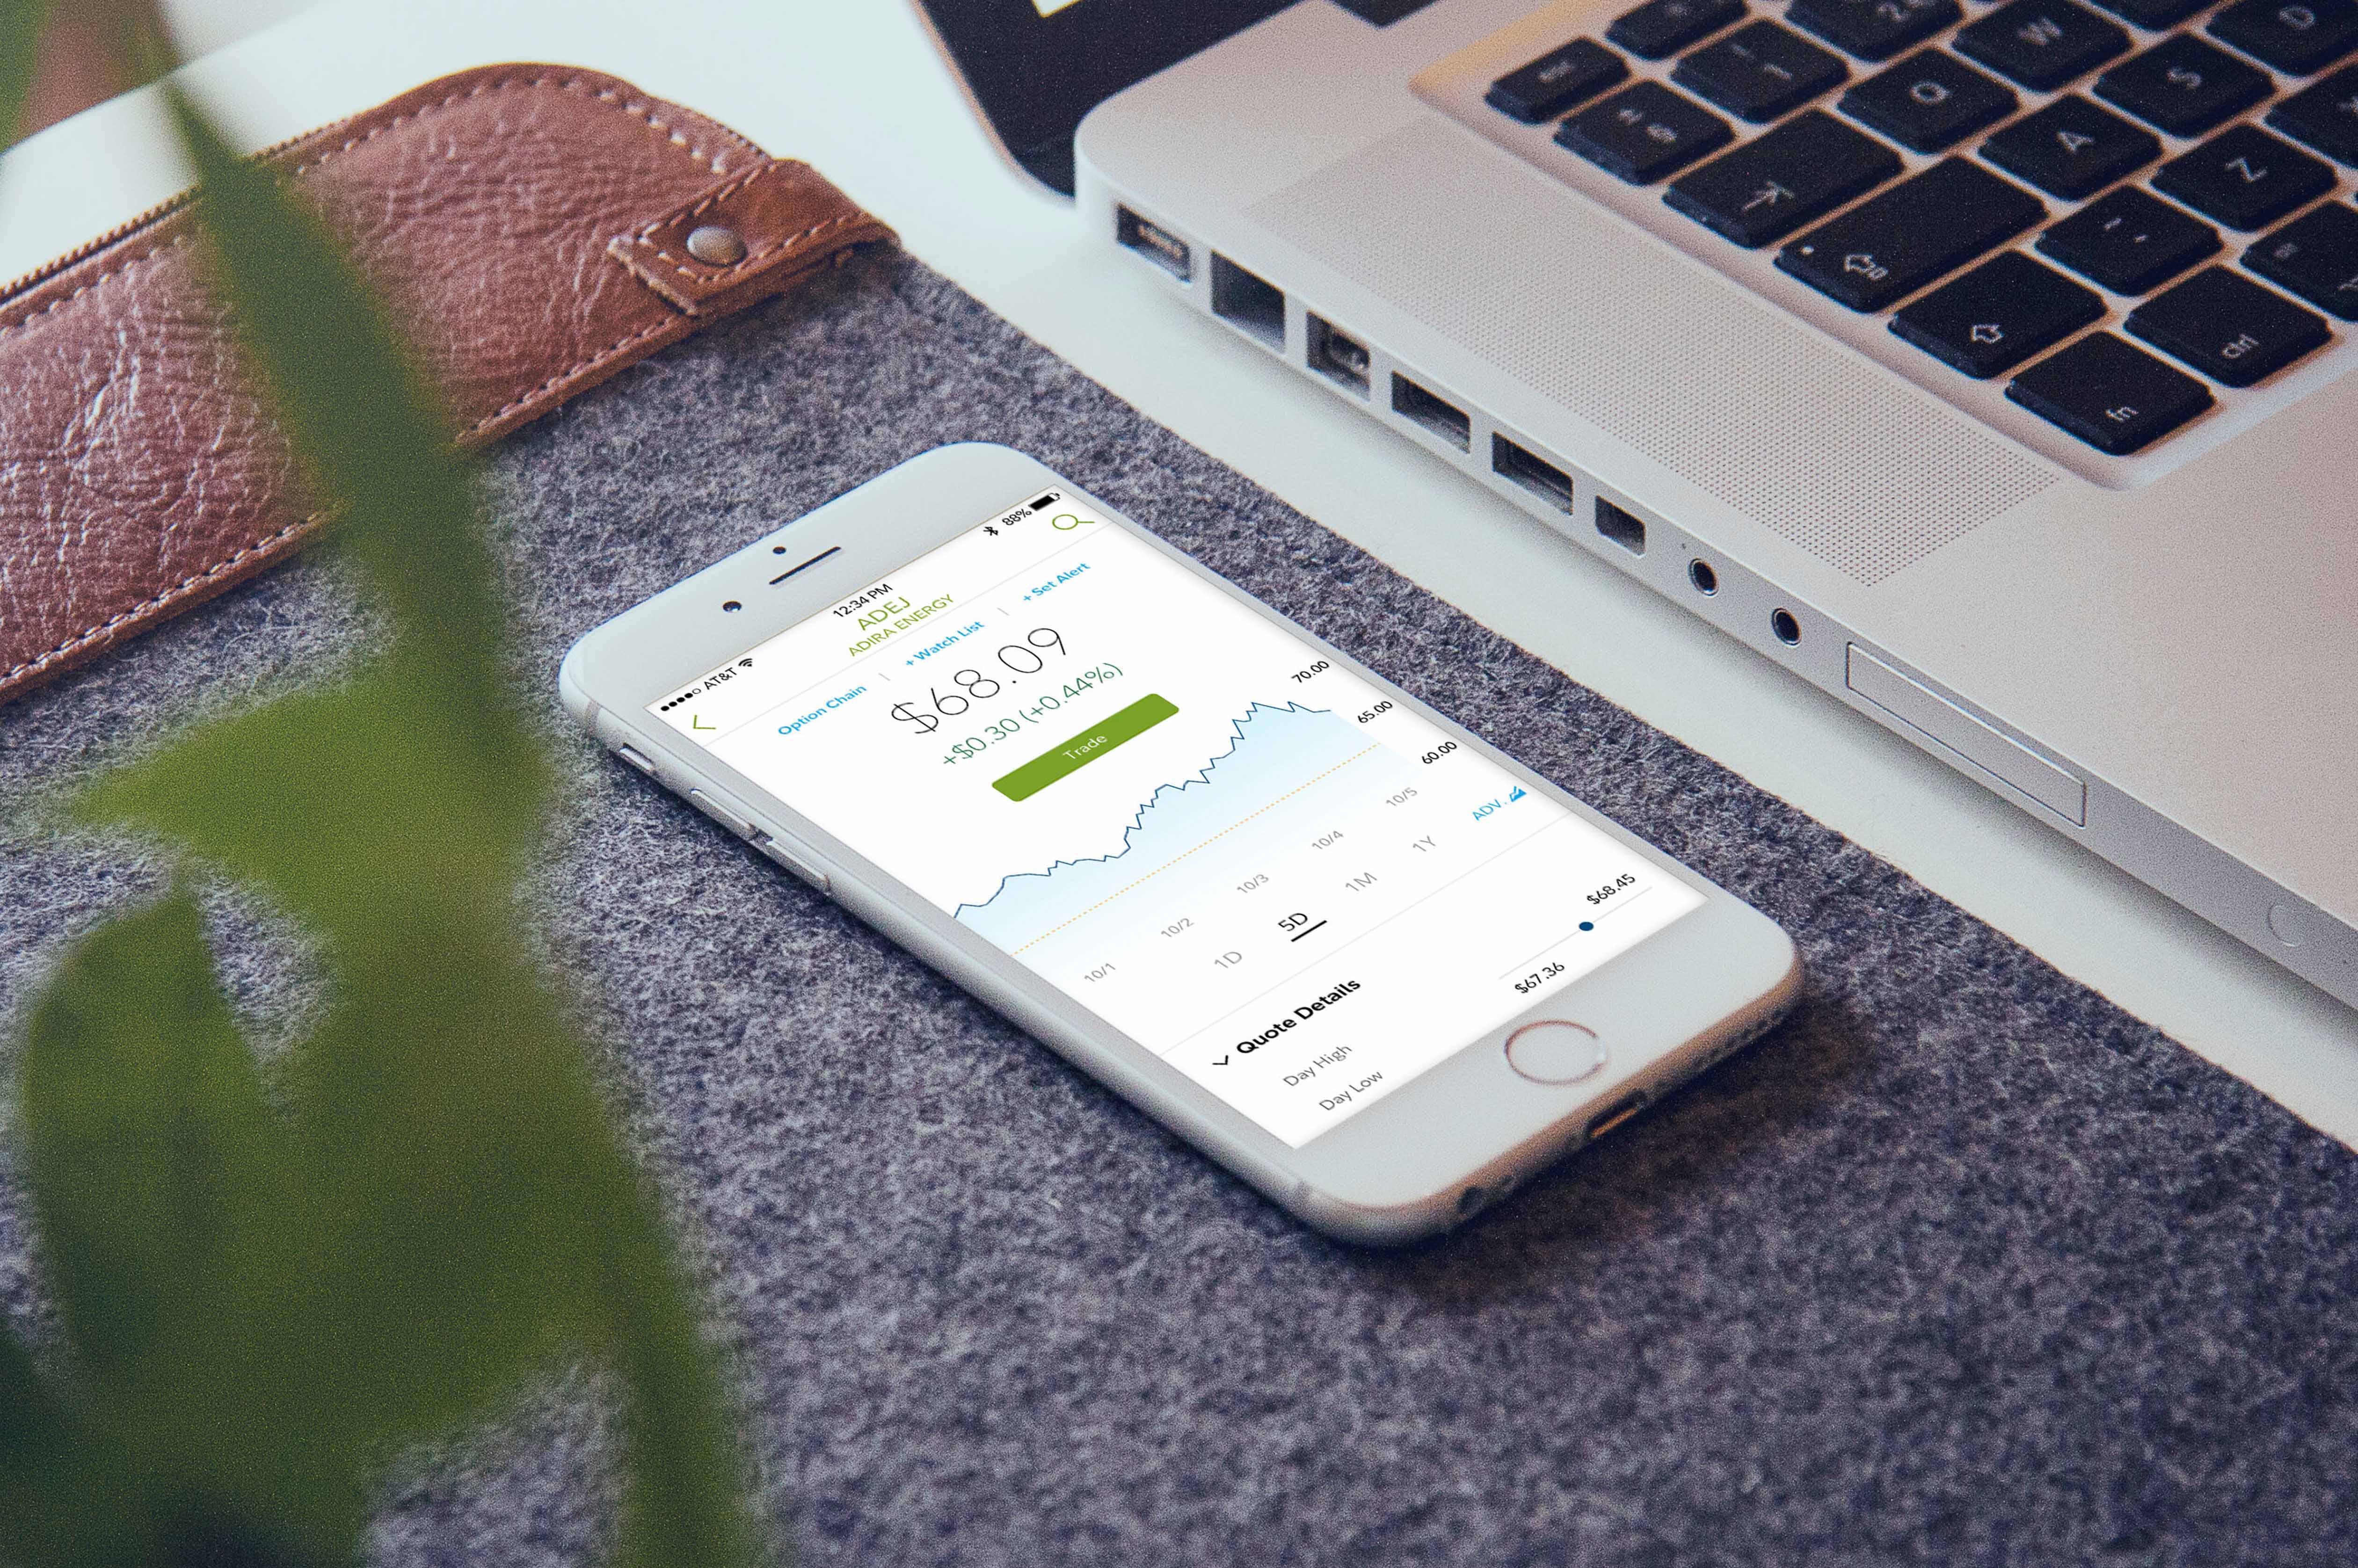 AT&T 12:34 PM 88%
ADEJ
ADIRA ENERGY
Option Chain | + Watch List | + Set Alert
$68.09
+$0.30 (+0.44%)
Trade
70.00
65.00
60.00
10/1 10/2 10/3 10/4 10/5
1D 5D 1M 1Y ADV.
Quote Details
Day High $68.45
Day Low $67.36
esc
W
D
Q
S
A
Z
ctrl
fn